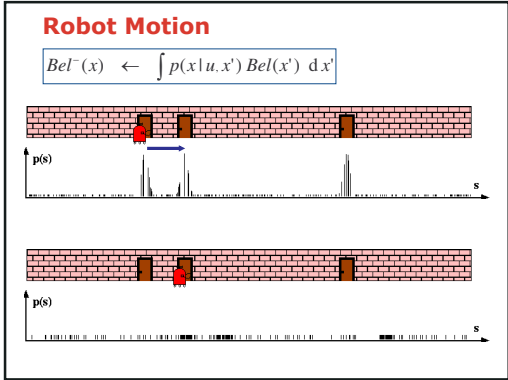 Robot Motion
Bel⁻(x) ← ∫ p(x | u, x') Bel(x') d x'
p(s)
s
p(s)
s